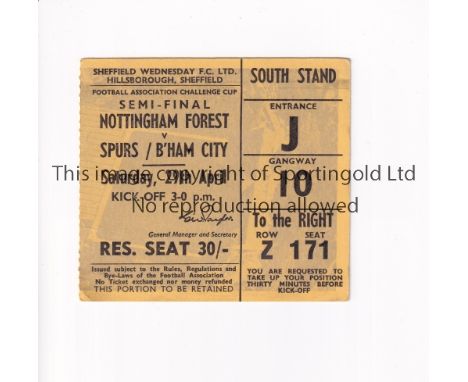 SHEFFIELD WEDNESDAY F.C. LTD.
HILLSBOROUGH, SHEFFIELD
FOOTBALL ASSOCIATION CHALLENGE CUP
SEMI-FINAL
NOTTINGHAM FOREST
v
SPURS / B'HAM CITY
Saturday, 29th April
KICK-OFF 3-0 p.m.
General Manager and Secretary
RES. SEAT 30/-
Issued subject to the Rules, Regulations and
Bye-Laws of the Football Association
No Ticket exchanged nor money refunded
THIS PORTION TO BE RETAINED
SOUTH STAND
ENTRANCE
J
GANGWAY
10
To the RIGHT
ROW SEAT
Z 171
YOU ARE REQUESTED TO
TAKE UP YOUR POSITION
THIRTY MINUTES BEFORE
KICK-OFF
This image copyright of Sportingold Ltd
No reproduction allowed